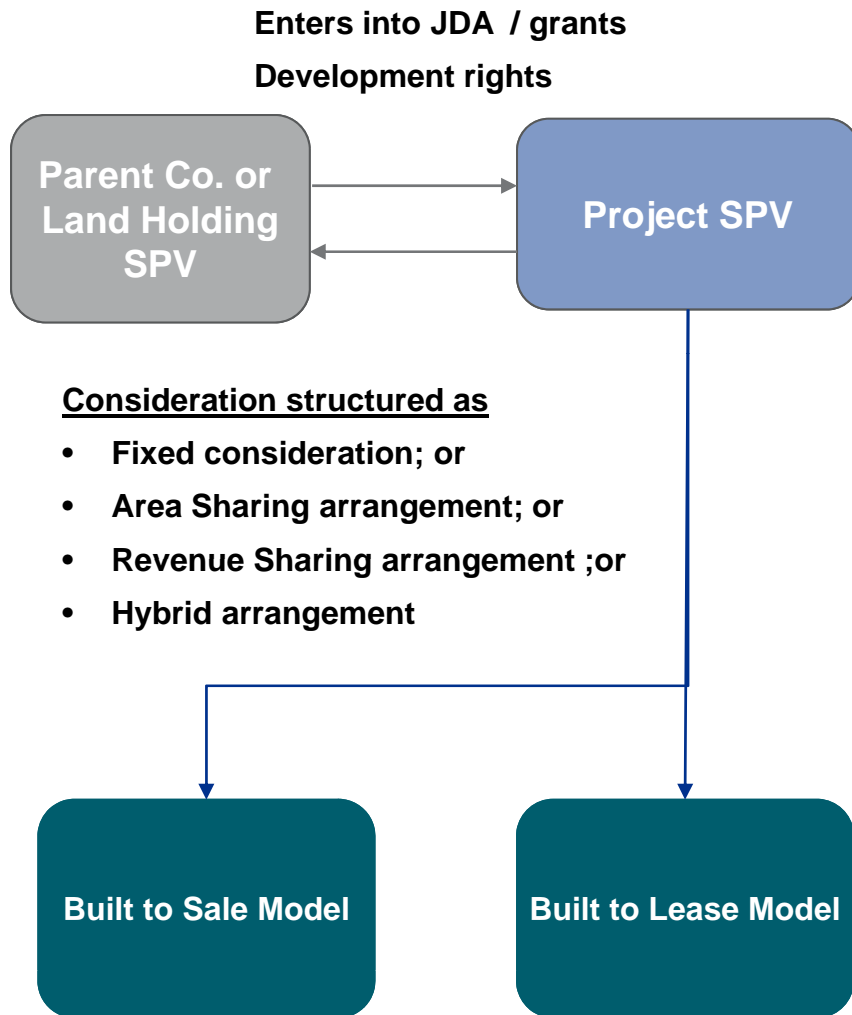 Enters into JDA / grants
Development rights
Parent Co. or
Land Holding
SPV
Project SPV
Consideration structured as
• Fixed consideration; or
• Area Sharing arrangement; or
• Revenue Sharing arrangement ;or
• Hybrid arrangement
Built to Sale Model
Built to Lease Model